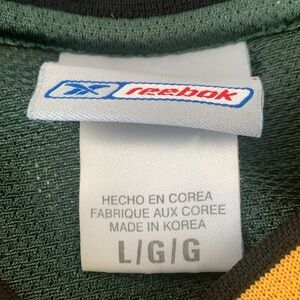 Reebok
HECHO EN COREA
FABRIQUE AUX COREE
MADE IN KOREA
L/G/G